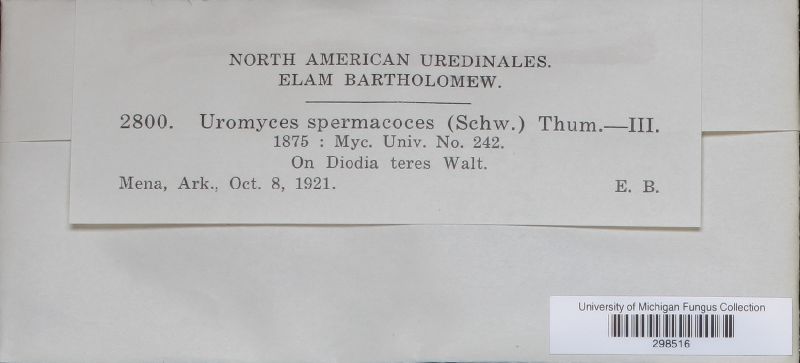 NORTH AMERICAN UREDINALES.
ELAM BARTHOLOMEW.
2800. Uromyces spermacoces (Schw.) Thum.—III.
1875 : Myc. Univ. No. 242.
On Diodia teres Walt.
Mena, Ark., Oct. 8, 1921. E. B.
University of Michigan Fungus Collection
298516